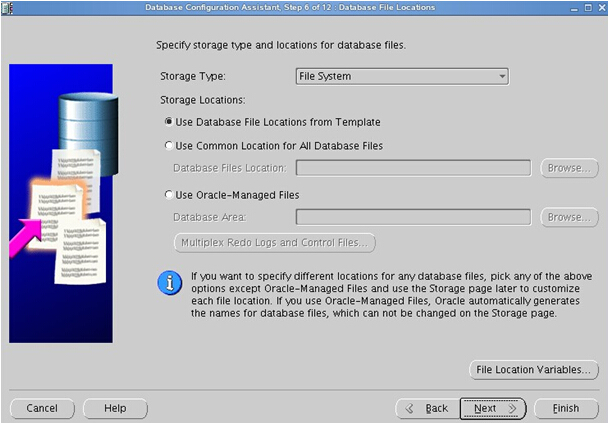 Database Configuration Assistant, Step 6 of 12 : Database File Locations
Specify storage type and locations for database files.
Storage Type: File System
Storage Locations:
Use Database File Locations from Template
Use Common Location for All Database Files
Database Files Location: Browse...
Use Oracle-Managed Files
Database Area: Browse...
Multiplex Redo Logs and Control Files...
If you want to specify different locations for any database files, pick any of the above
options except Oracle-Managed Files and use the Storage page later to customize
each file location. If you use Oracle-Managed Files, Oracle automatically generates
the names for database files, which can not be changed on the Storage page.
File Location Variables...
Cancel Help Back Next Finish